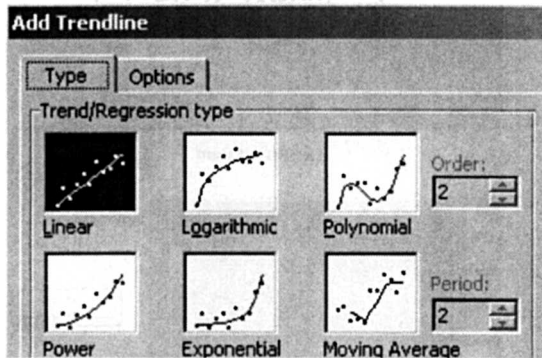 Add Trendline
Type Options
Trend/Regression type
Linear Logarithmic Polynomial Order: 2
Power Exponential Moving Average Period: 2